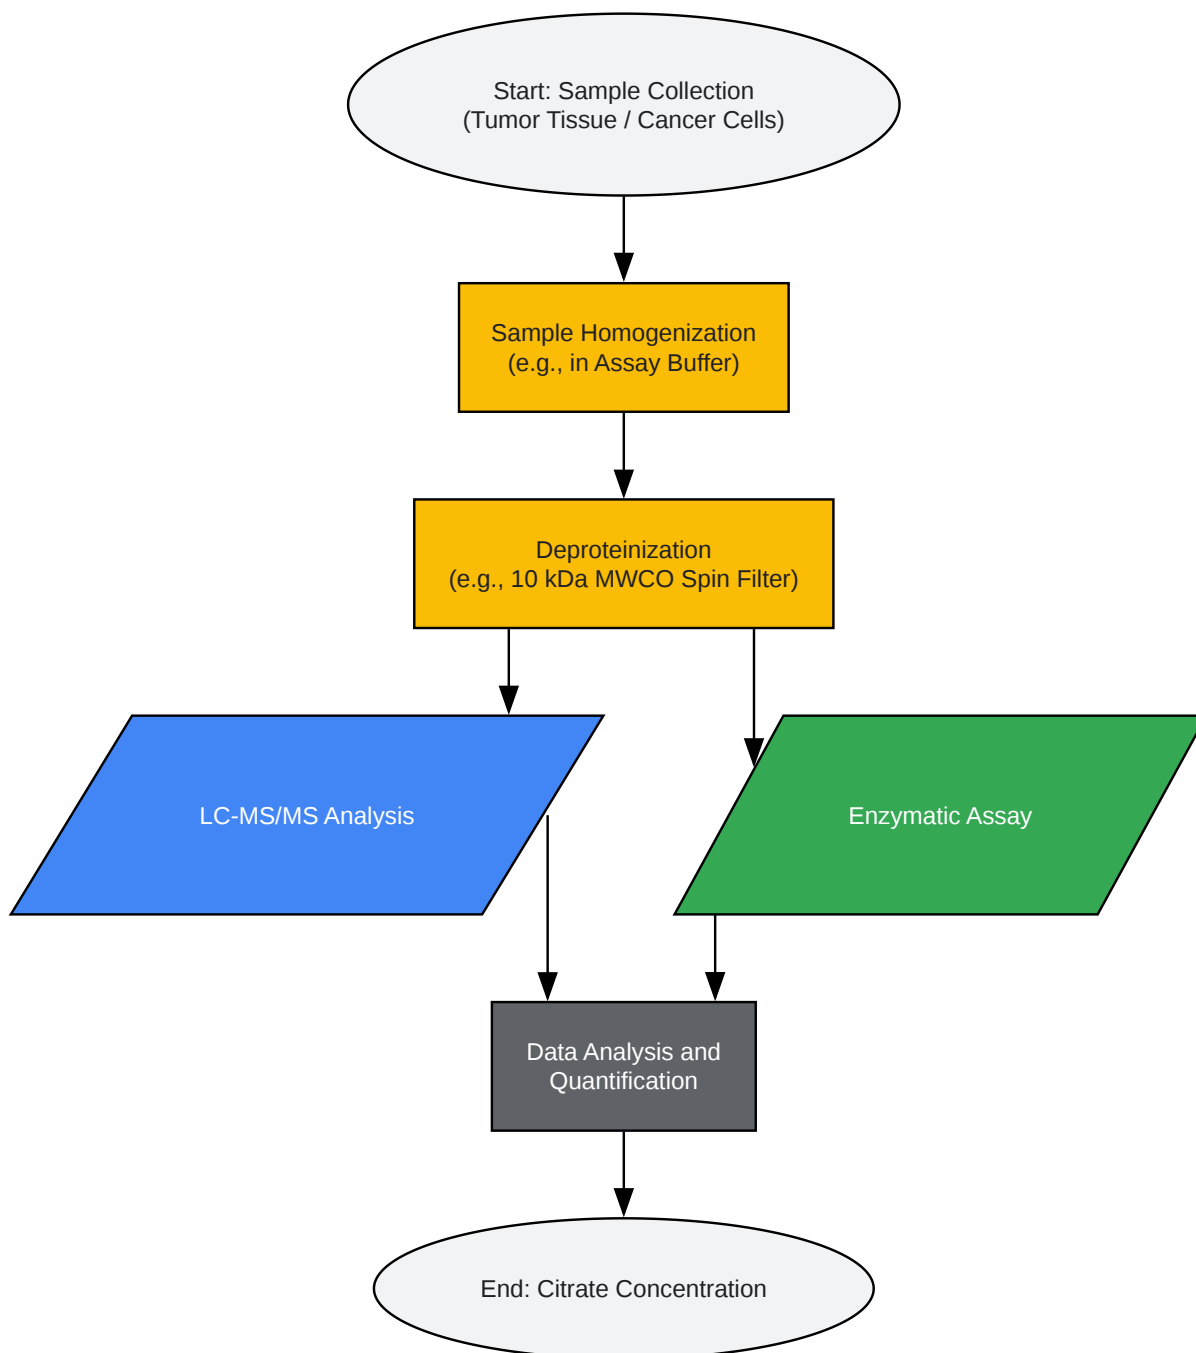 Start: Sample Collection
(Tumor Tissue / Cancer Cells)
Sample Homogenization
(e.g., in Assay Buffer)
Deproteinization
(e.g., 10 kDa MWCO Spin Filter)
LC-MS/MS Analysis
Enzymatic Assay
Data Analysis and
Quantification
End: Citrate Concentration